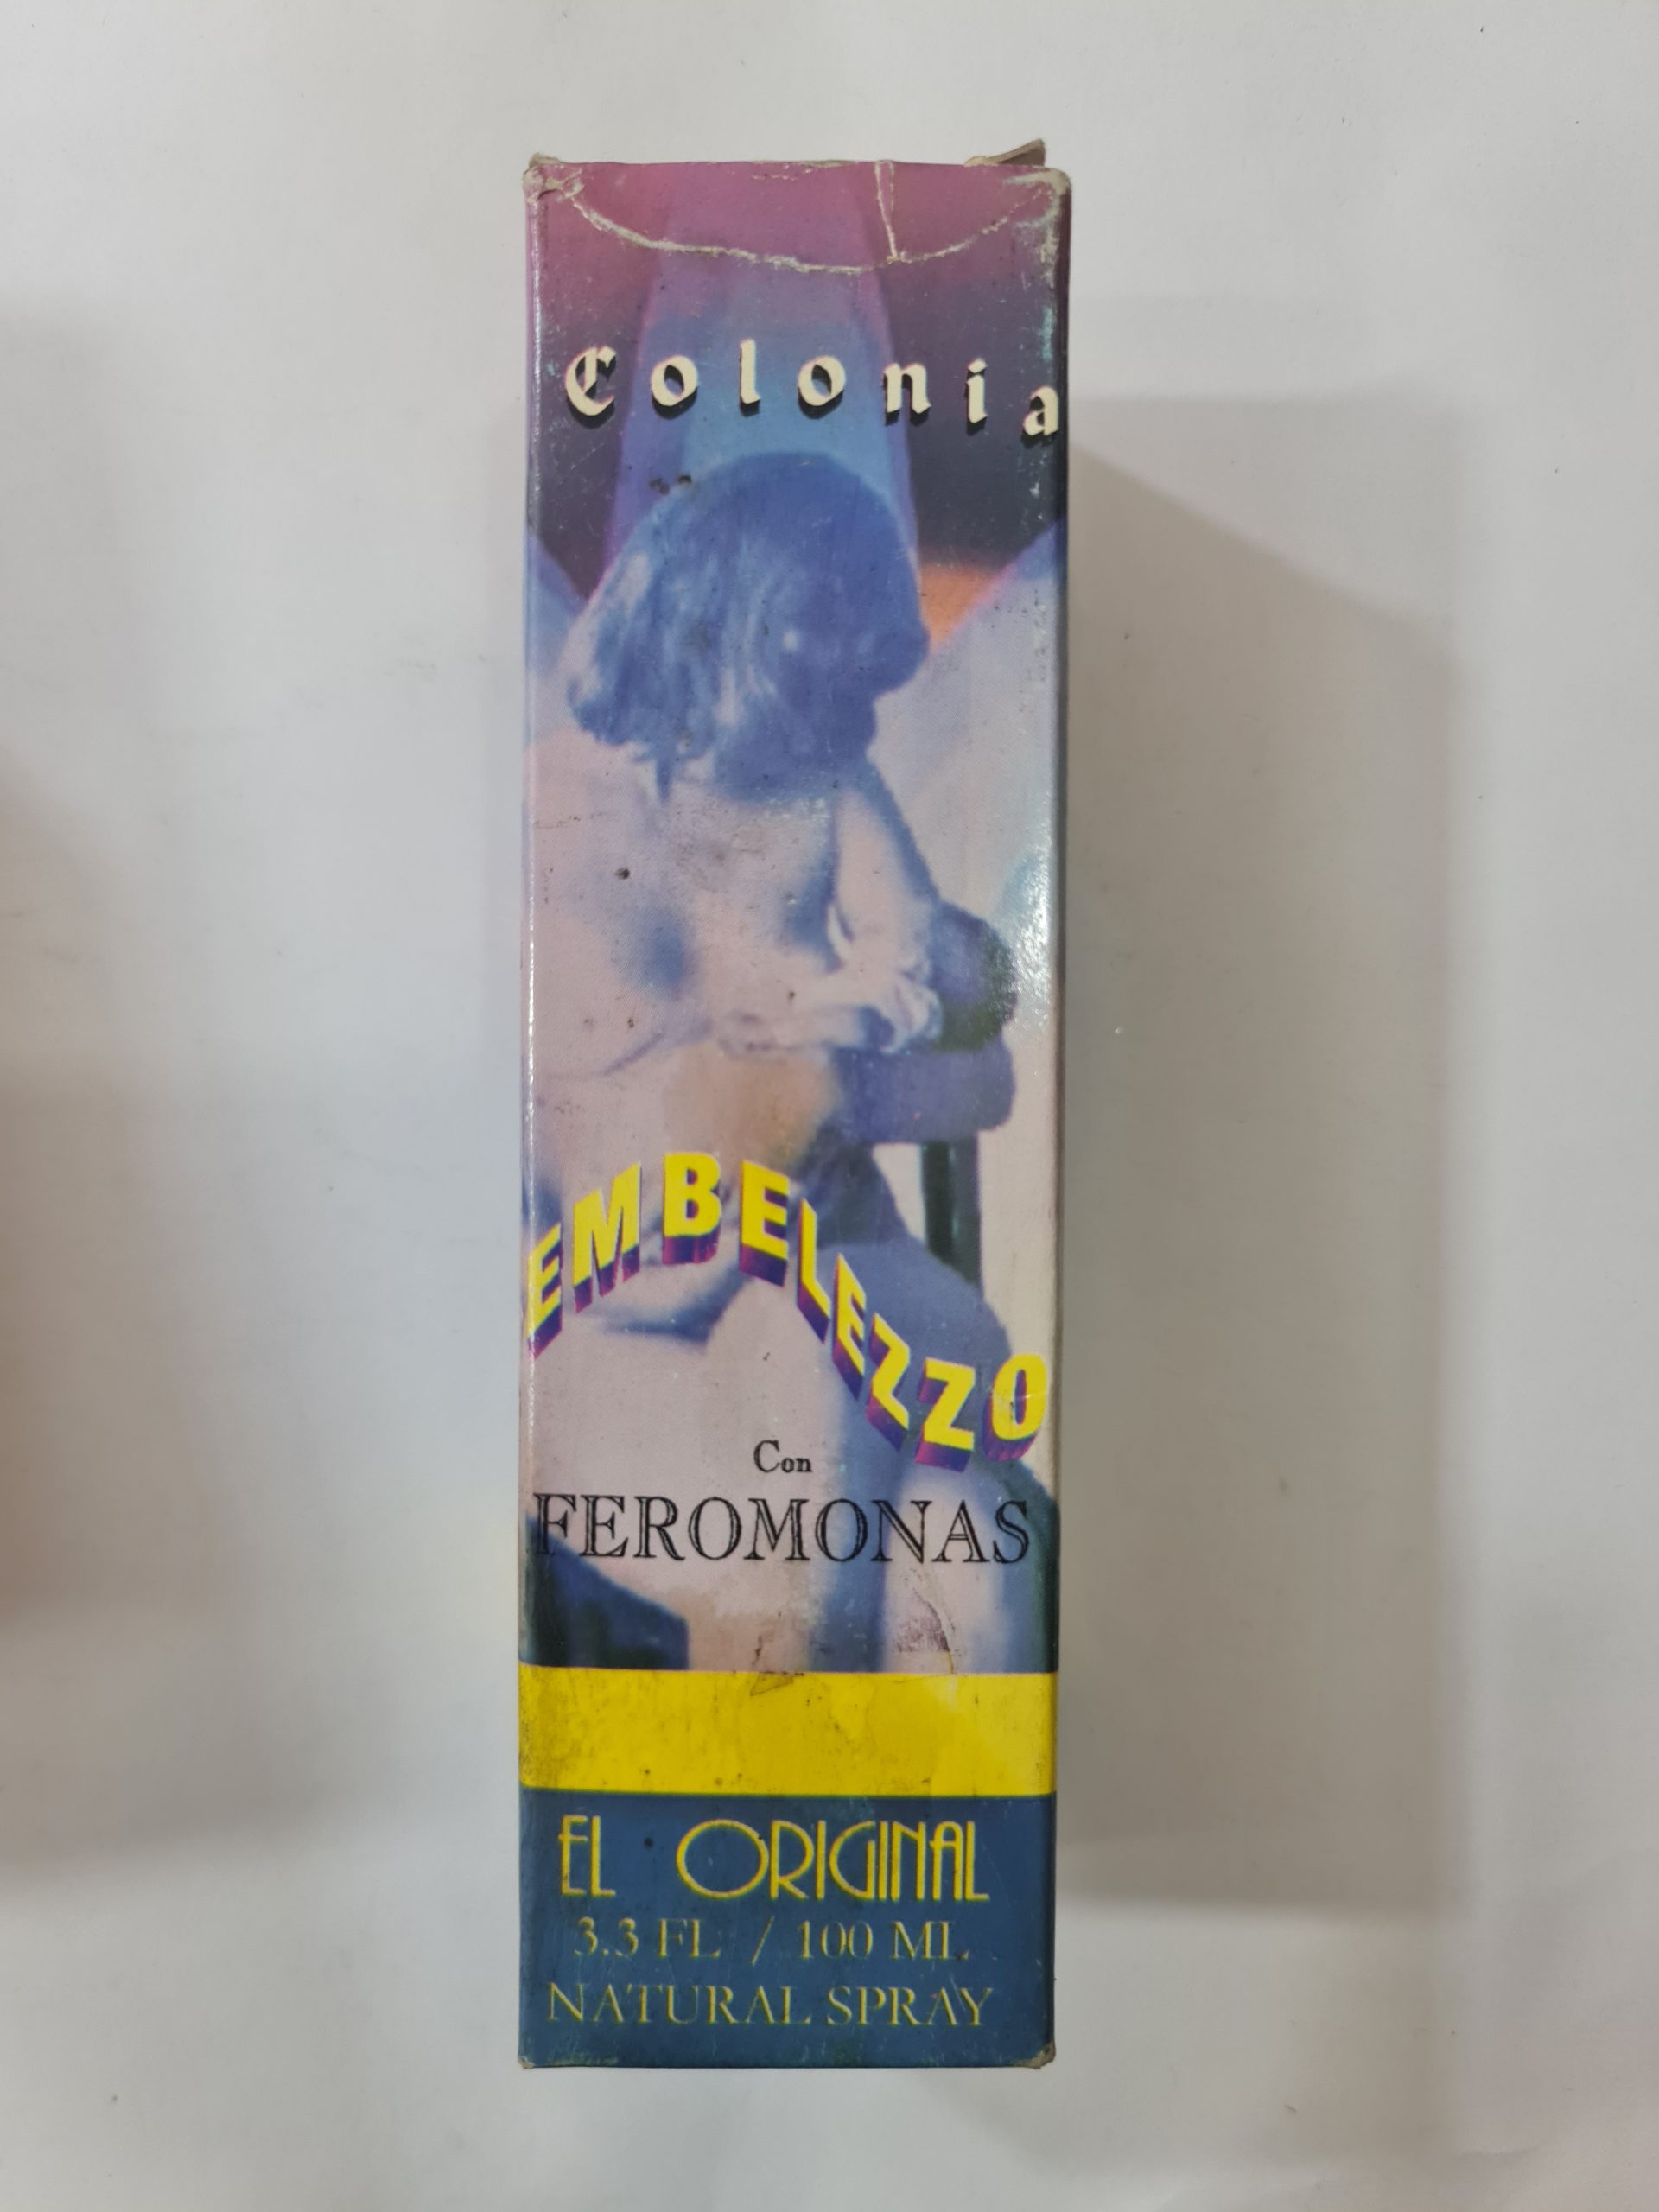 Colonia
EMBELEZZO
Con
FEROMONAS
EL ORIGINAL
3.3 FL / 100 ML
NATURAL SPRAY